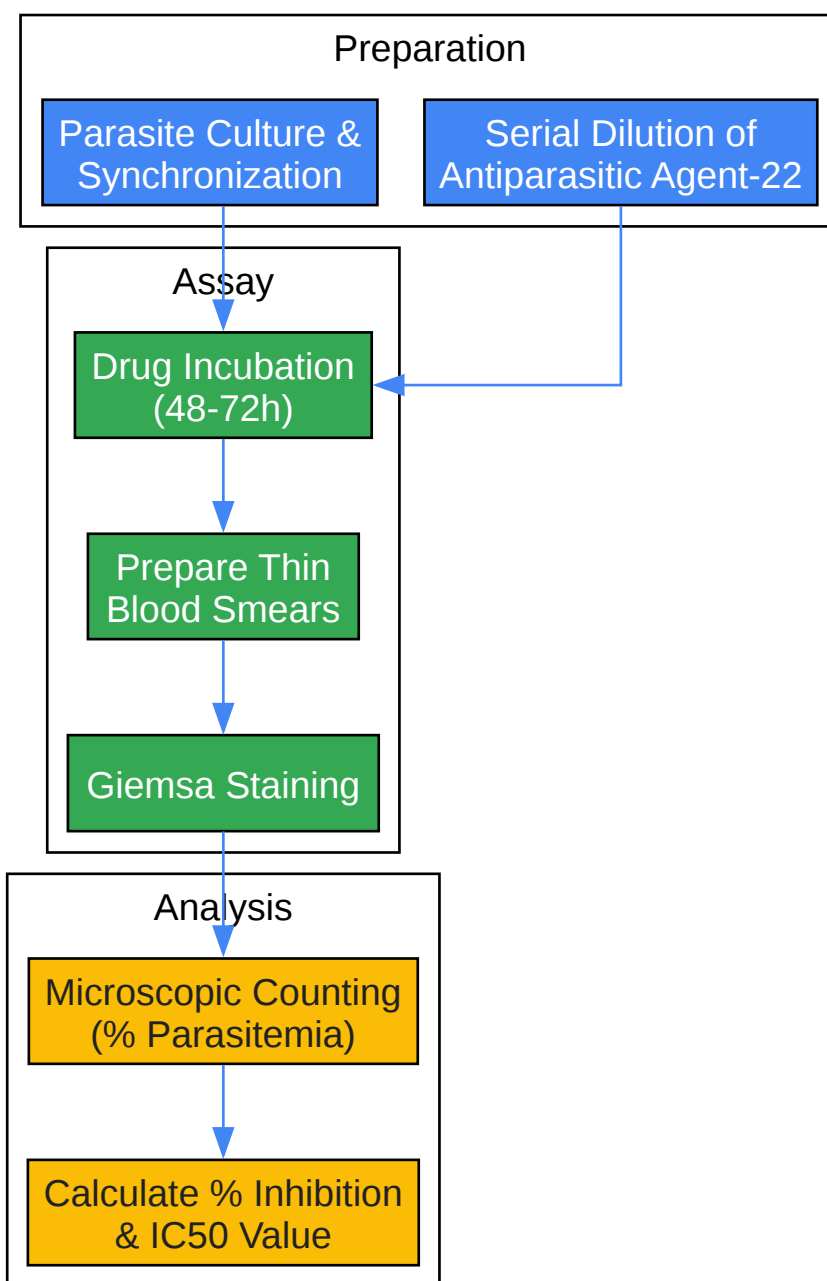 Preparation
Parasite Culture &
Synchronization
Serial Dilution of
Antiparasitic Agent-22
Assay
Drug Incubation
(48-72h)
Prepare Thin
Blood Smears
Giemsa Staining
Analysis
Microscopic Counting
(% Parasitemia)
Calculate % Inhibition
& IC50 Value